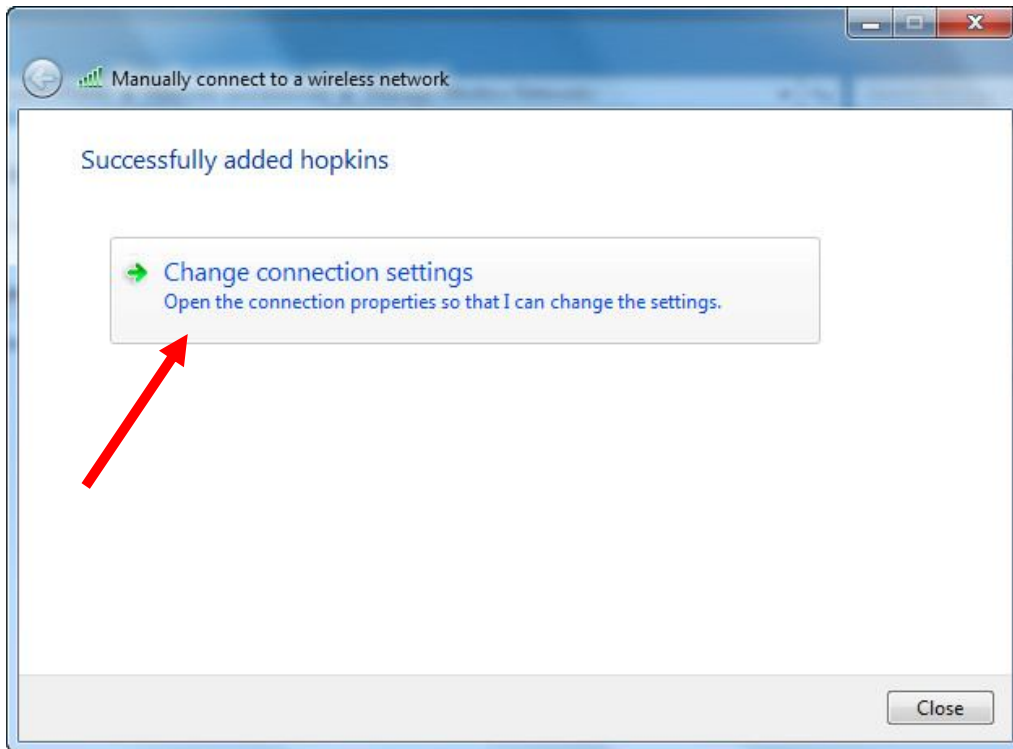 Manually connect to a wireless network
Successfully added hopkins
Change connection settings
Open the connection properties so that I can change the settings.
Close